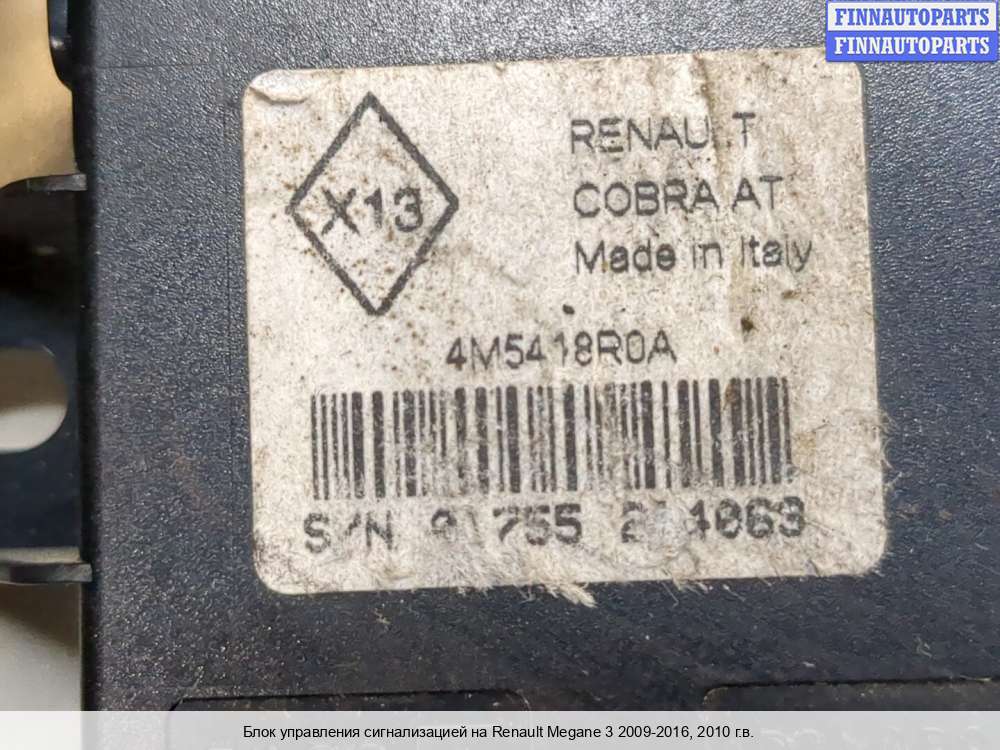 FINNAUTOPARTS
FINNAUTOPARTS
X13
RENAULT
COBRA AT
Made in Italy
4M5418R0A
S/N
Блок управления сигнализацией на Renault Megane 3 2009-2016, 2010 г.в.